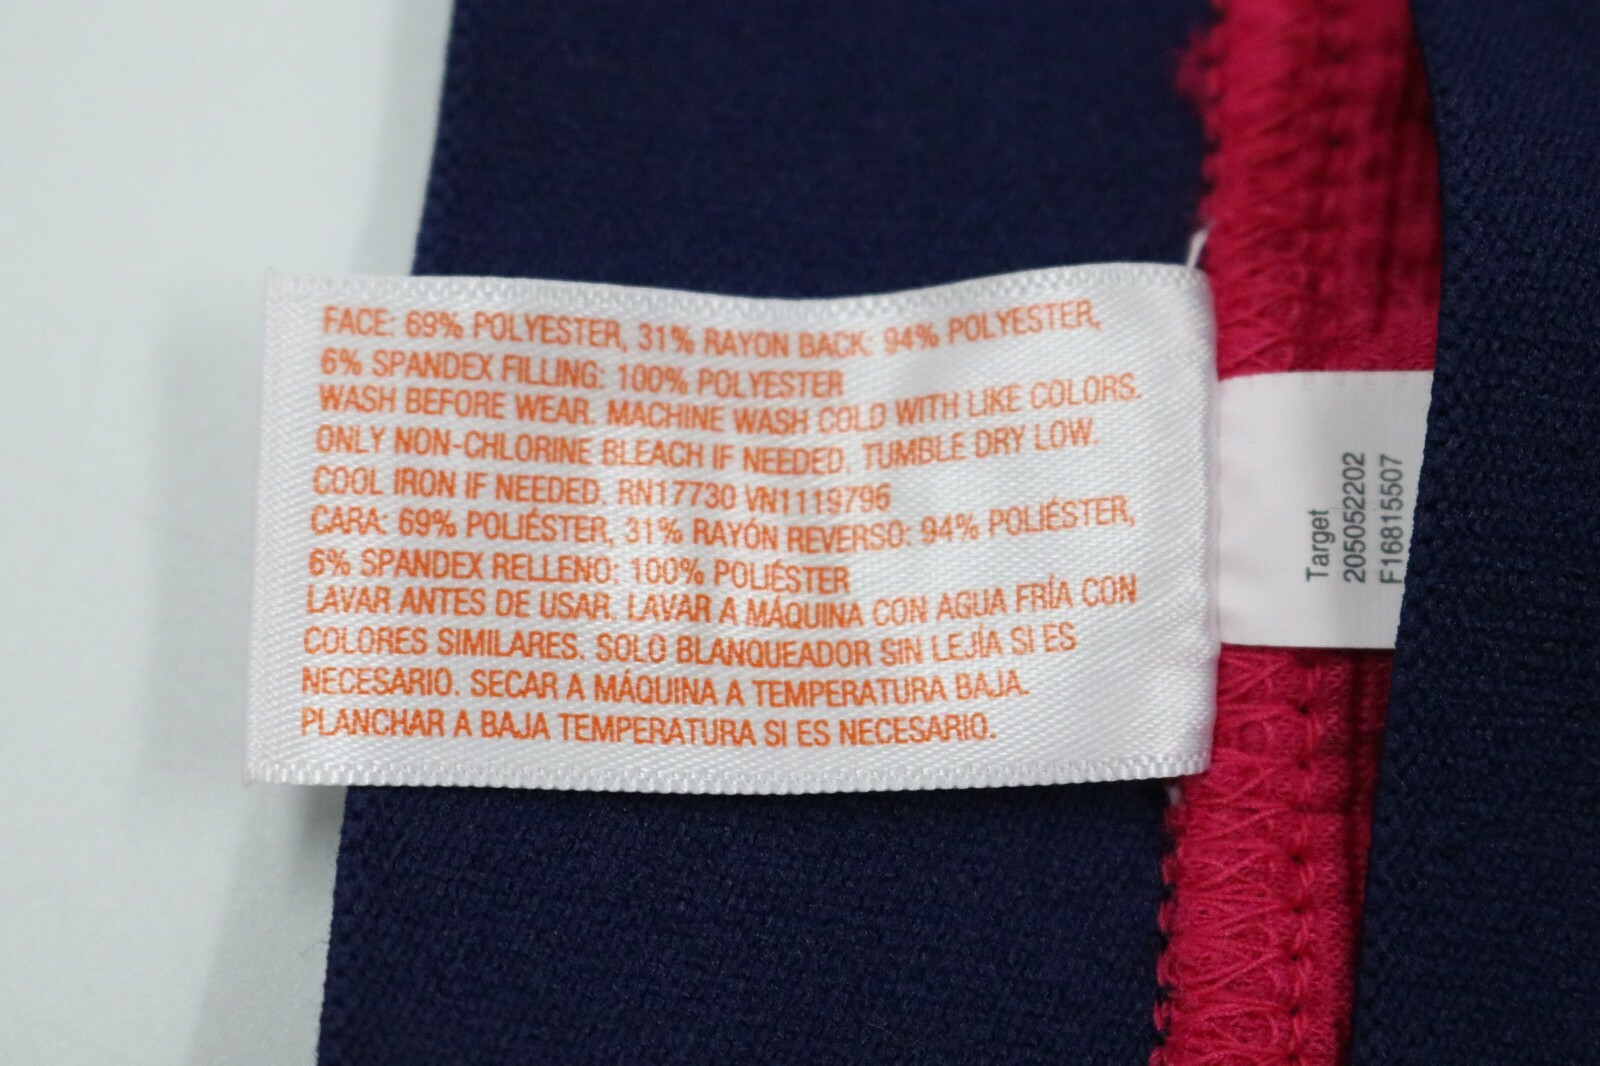 FACE: 69% POLYESTER, 31% RAYON BACK: 94% POLYESTER,
6% SPANDEX FILLING: 100% POLYESTER
WASH BEFORE WEAR. MACHINE WASH COLD WITH LIKE COLORS.
ONLY NON-CHLORINE BLEACH IF NEEDED. TUMBLE DRY LOW.
COOL IRON IF NEEDED. RN17730 VN1119796
CARA: 69% POLIÉSTER, 31% RAYÓN REVERSO: 94% POLIÉSTER,
6% SPANDEX RELLENO: 100% POLIÉSTER
LAVAR ANTES DE USAR. LAVAR A MÁQUINA CON AGUA FRÍA CON
COLORES SIMILARES. SOLO BLANQUEADOR SIN LEJÍA SI ES
NECESARIO. SECAR A MÁQUINA A TEMPERATURA BAJA.
PLANCHAR A BAJA TEMPERATURA SI ES NECESARIO.
Target
205052202
F16815507